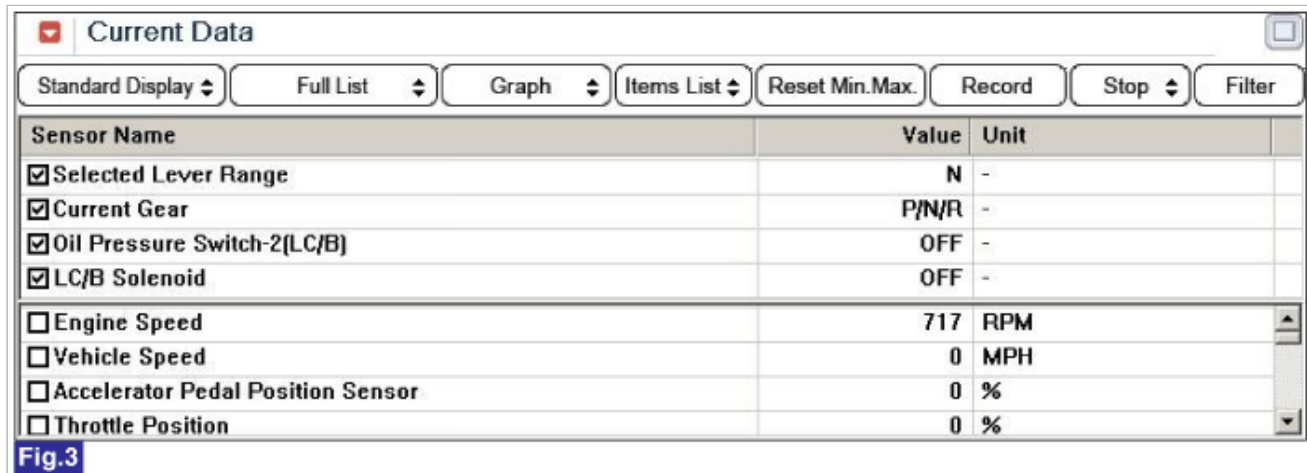 Current Data
Standard Display Full List Graph Items List Reset Min.Max. Record Stop Filter
Sensor Name Value Unit
Selected Lever Range N -
Current Gear P/N/R -
Oil Pressure Switch-2(LC/B) OFF -
LC/B Solenoid OFF -
Engine Speed 717 RPM
Vehicle Speed 0 MPH
Accelerator Pedal Position Sensor 0 %
Throttle Position 0 %
Fig.3